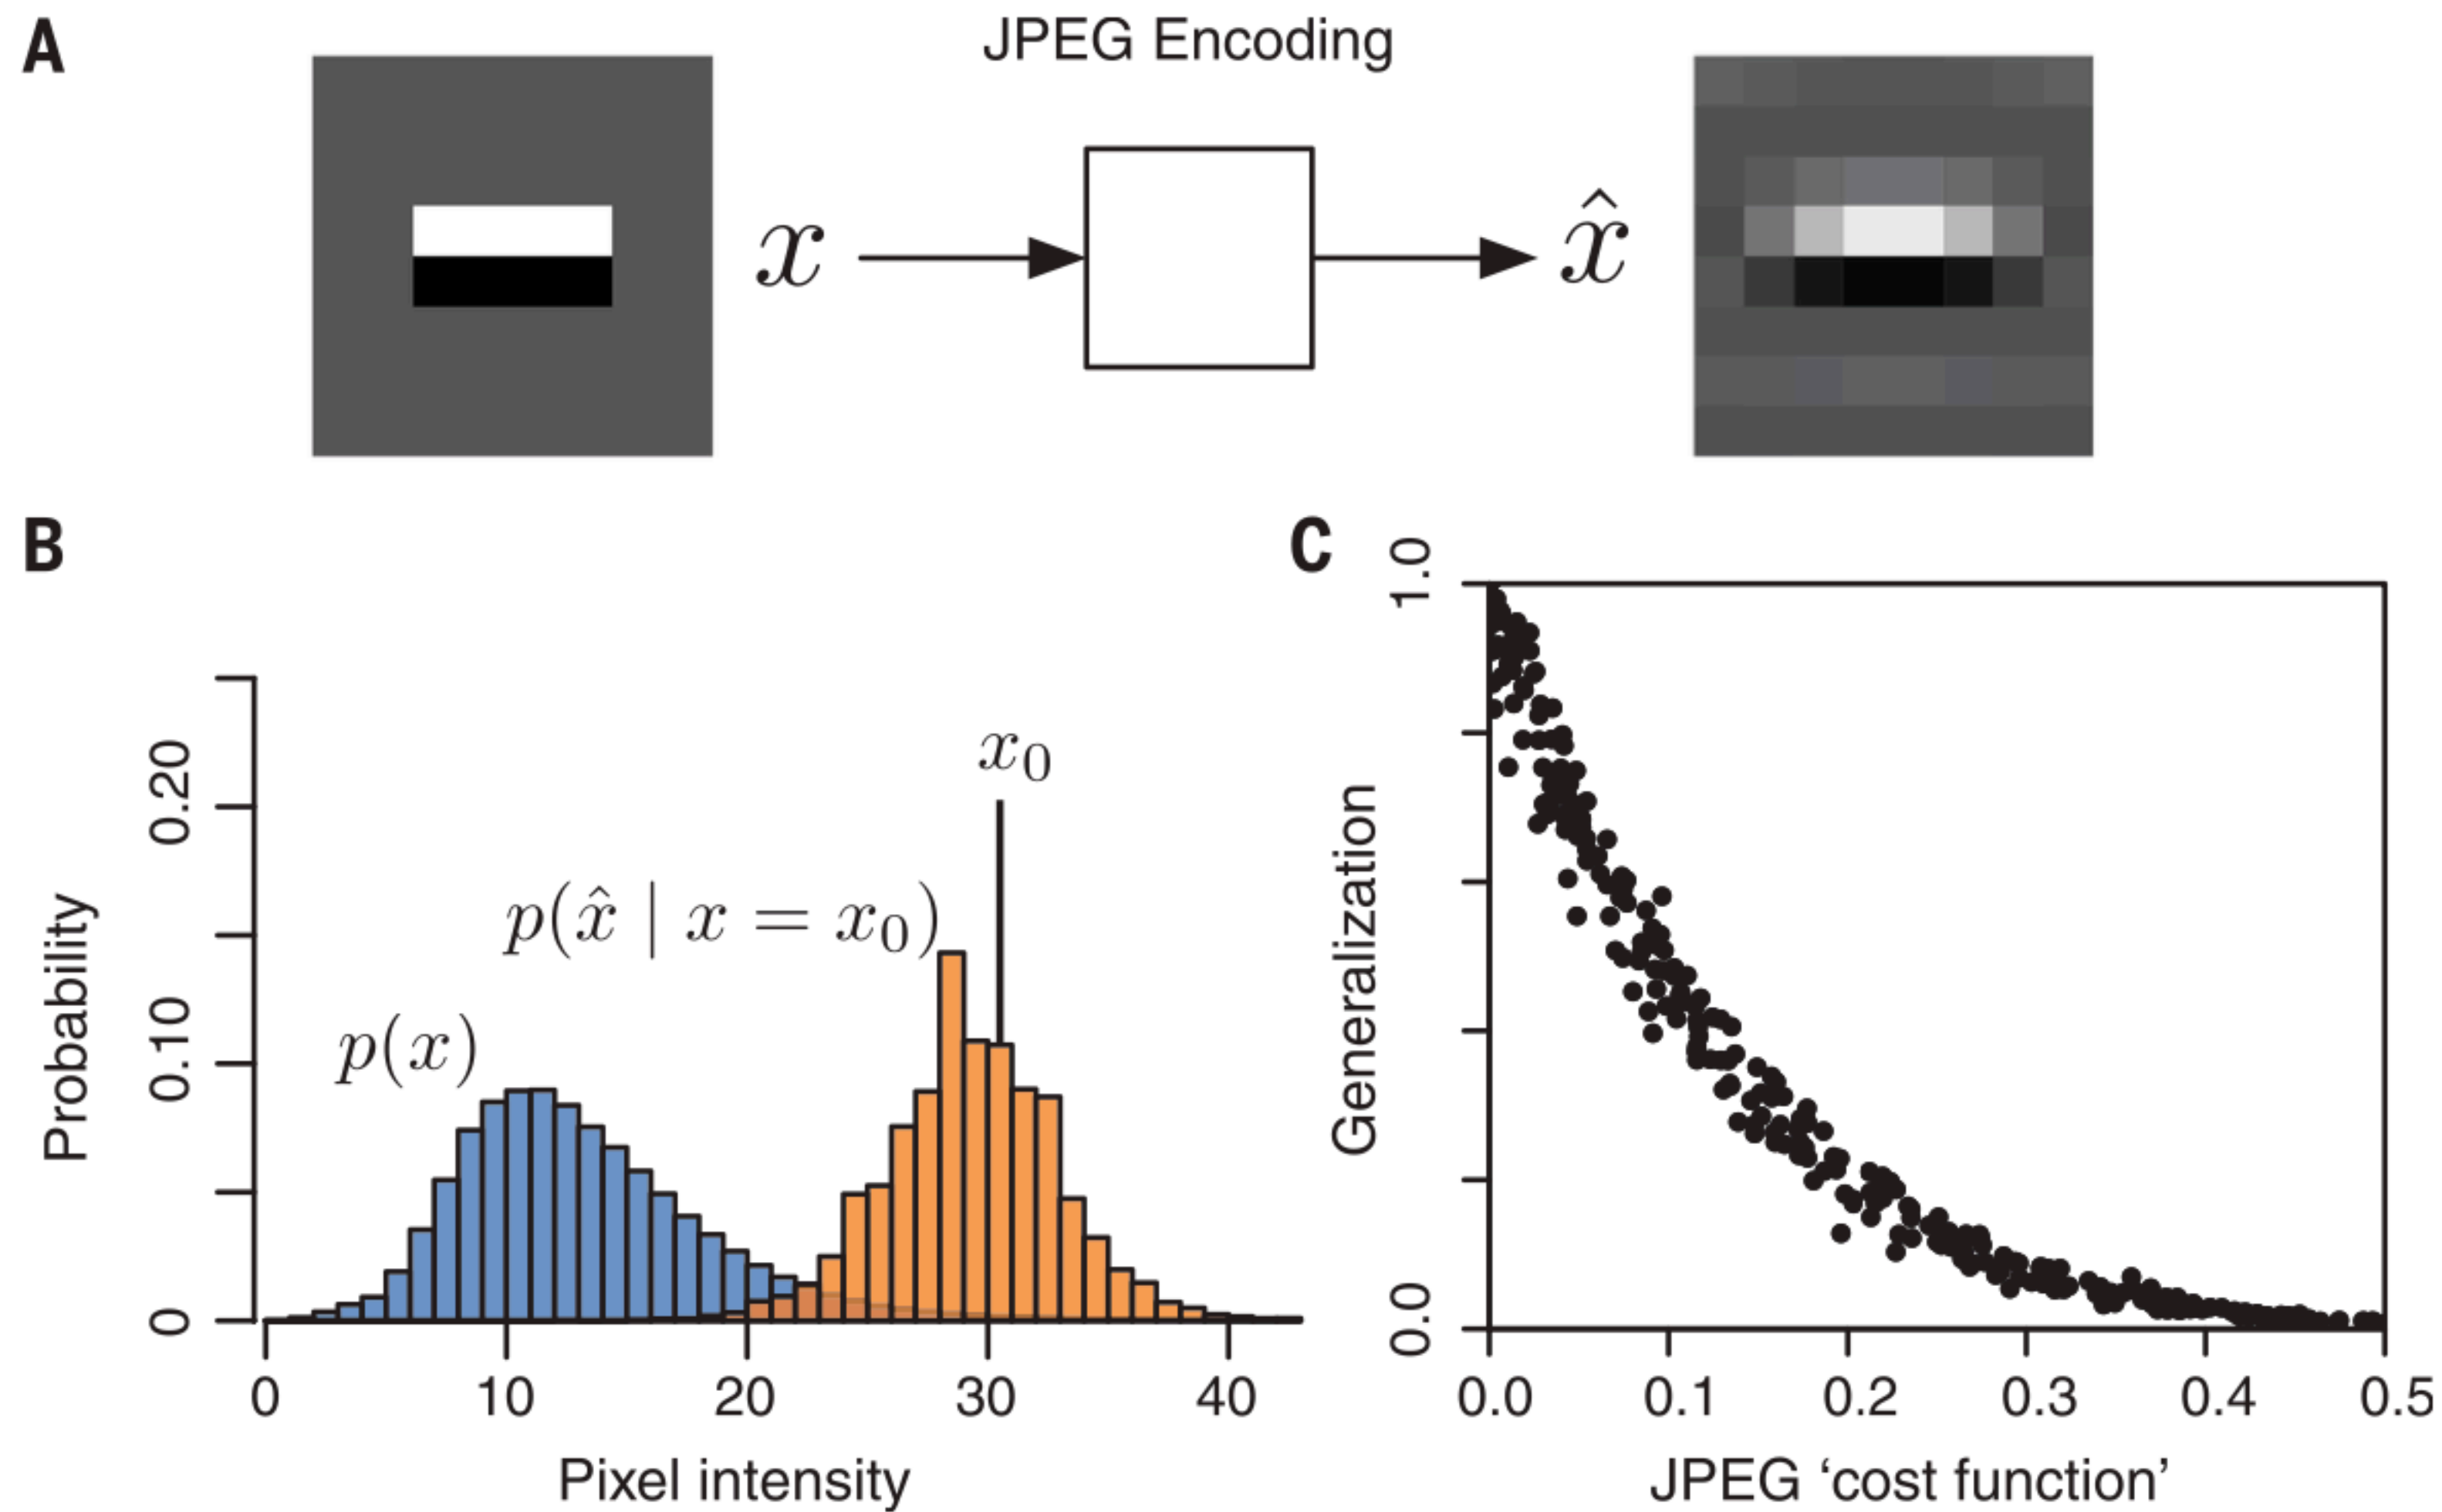 A
JPEG Encoding
x
x̂
B
Probability
0.20
0.10
0
p(x)
p(x̂ | x = x₀)
x₀
0
10
20
30
40
Pixel intensity
C
Generalization
1.0
0.0
0.0
0.1
0.2
0.3
0.4
0.5
JPEG ‘cost function’